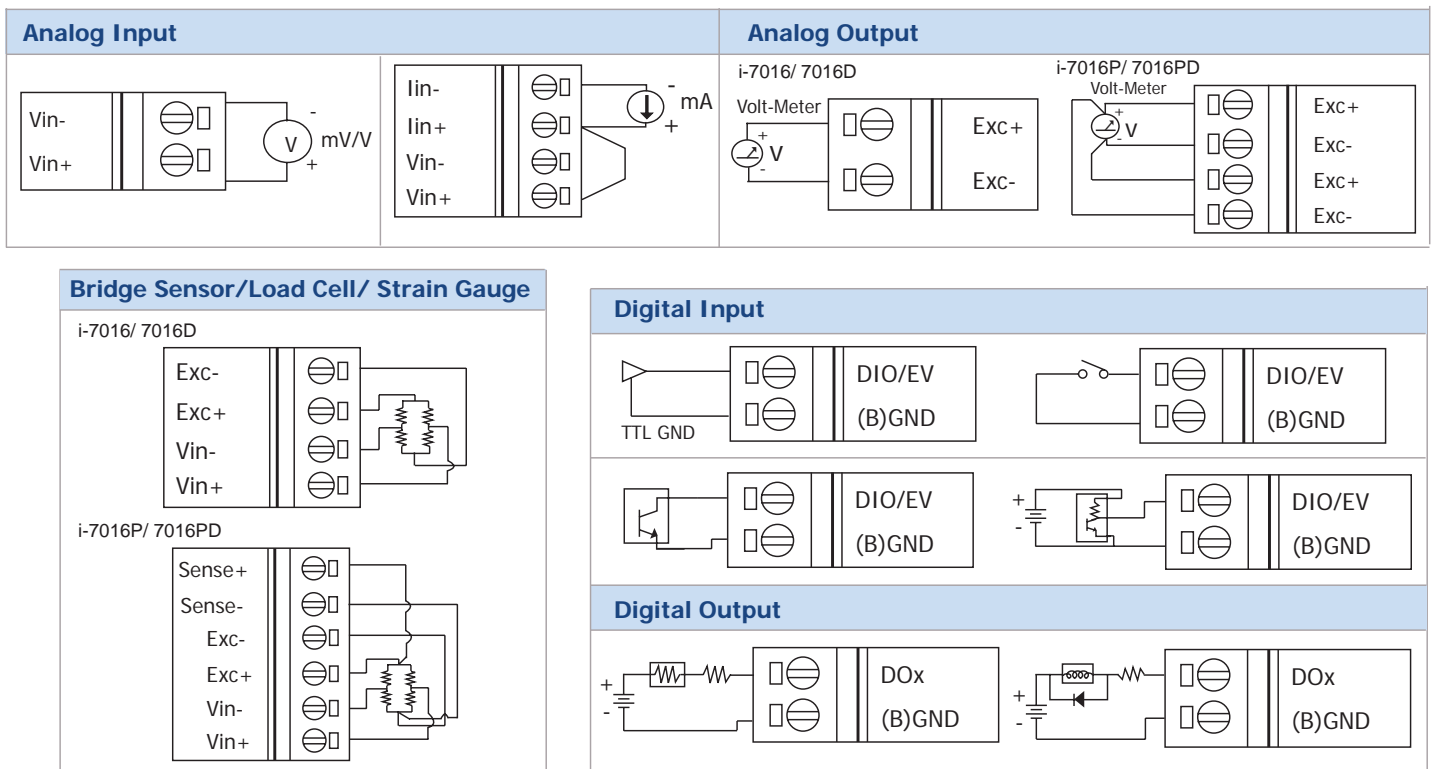 Analog Input
Vin-
Vin+
-
V
mV/V
+
Iin-
Iin+
Vin-
Vin+
-
mA
+
Analog Output
i-7016/ 7016D
Volt-Meter
+
V
-
Exc+
Exc-
i-7016P/ 7016PD
Volt-Meter
+
V
-
Exc+
Exc-
Exc+
Exc-
Bridge Sensor/Load Cell/ Strain Gauge
i-7016/ 7016D
Exc-
Exc+
Vin-
Vin+
i-7016P/ 7016PD
Sense+
Sense-
Exc-
Exc+
Vin-
Vin+
Digital Input
TTL GND
DIO/EV
(B)GND
DIO/EV
(B)GND
DIO/EV
(B)GND
+
-
DIO/EV
(B)GND
Digital Output
+
-
DOx
(B)GND
+
-
DOx
(B)GND